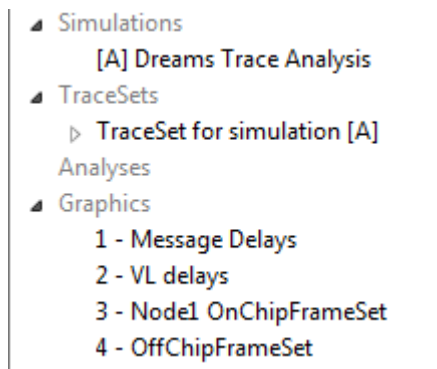 Simulations
[A] Dreams Trace Analysis
TraceSets
TraceSet for simulation [A]
Analyses
Graphics
1 - Message Delays
2 - VL delays
3 - Node1 OnChipFrameSet
4 - OffChipFrameSet